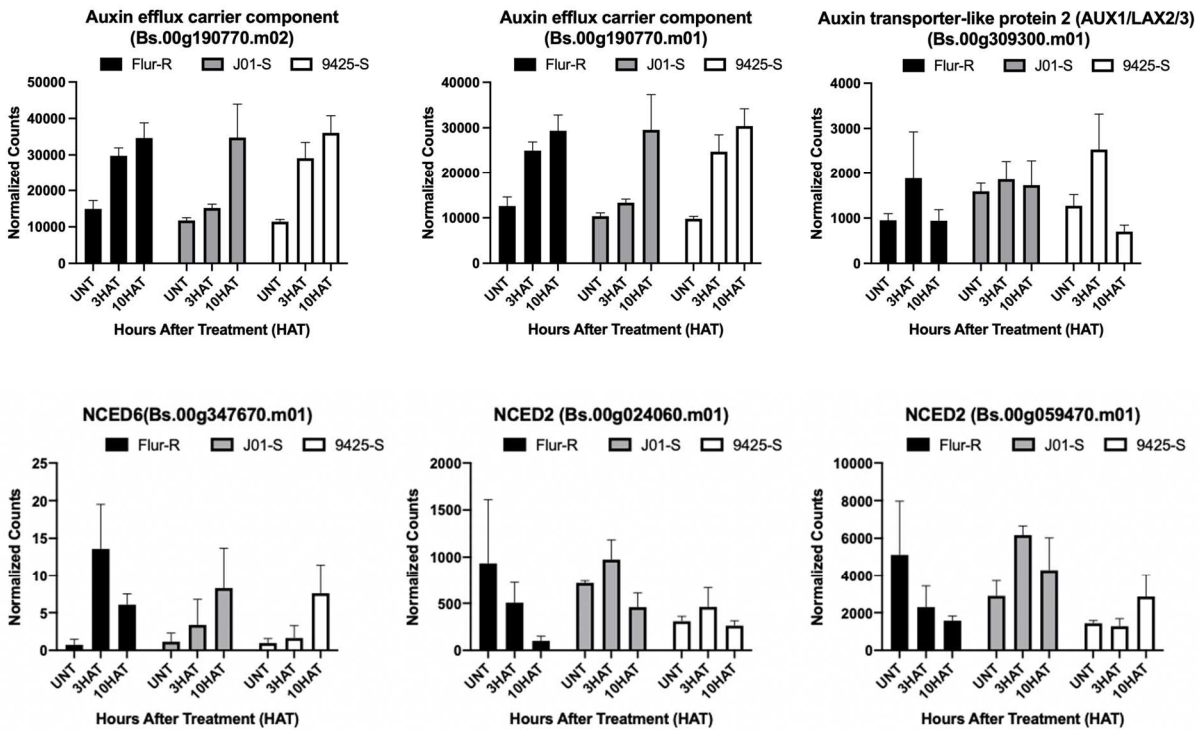 Auxin efflux carrier component
(Bs.00g190770.m02)
Flur-R J01-S 9425-S
Normalized Counts
50000
40000
30000
20000
10000
0
UNT 3HAT 10HAT UNT 3HAT 10HAT UNT 3HAT 10HAT
Hours After Treatment (HAT)
Auxin efflux carrier component
(Bs.00g190770.m01)
Flur-R J01-S 9425-S
Normalized Counts
40000
30000
20000
10000
0
UNT 3HAT 10HAT UNT 3HAT 10HAT UNT 3HAT 10HAT
Hours After Treatment (HAT)
Auxin transporter-like protein 2 (AUX1/LAX2/3)
(Bs.00g309300.m01)
Flur-R J01-S 9425-S
Normalized Counts
4000
3000
2000
1000
0
UNT 3HAT 10HAT UNT 3HAT 10HAT UNT 3HAT 10HAT
Hours After Treatment (HAT)
NCED6(Bs.00g347670.m01)
Flur-R J01-S 9425-S
Normalized Counts
25
20
15
10
5
0
UNT 3HAT 10HAT UNT 3HAT 10HAT UNT 3HAT 10HAT
Hours After Treatment (HAT)
NCED2 (Bs.00g024060.m01)
Flur-R J01-S 9425-S
Normalized Counts
2000
1500
1000
500
0
UNT 3HAT 10HAT UNT 3HAT 10HAT UNT 3HAT 10HAT
Hours After Treatment (HAT)
NCED2 (Bs.00g059470.m01)
Flur-R J01-S 9425-S
Normalized Counts
10000
8000
6000
4000
2000
0
UNT 3HAT 10HAT UNT 3HAT 10HAT UNT 3HAT 10HAT
Hours After Treatment (HAT)